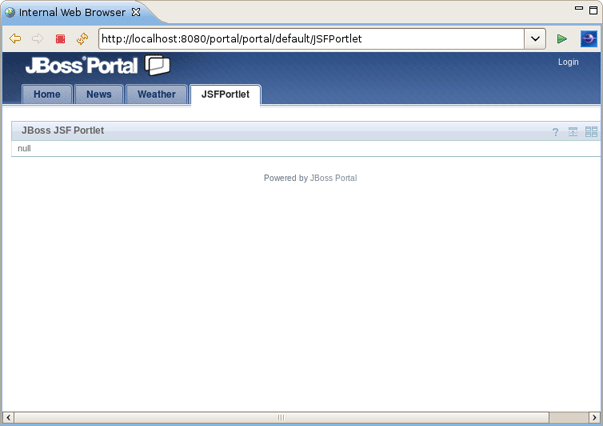 Internal Web Browser
http://localhost:8080/portal/portal/default/JSFPortlet
JBoss Portal
Login
Home News Weather JSFPortlet
JBoss JSF Portlet
?
null
Powered by JBoss Portal